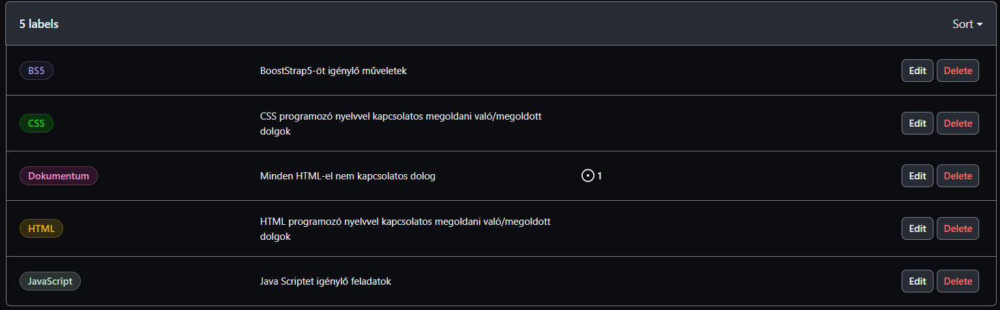 5 labels Sort
BS5 BoostStrap5-öt igénylő műveletek Edit Delete
CSS CSS programozó nyelvvel kapcsolatos megoldani való/megoldott
dolgok Edit Delete
Dokumentum Minden HTML-el nem kapcsolatos dolog 1 Edit Delete
HTML HTML programozó nyelvvel kapcsolatos megoldani való/megoldott
dolgok Edit Delete
JavaScript Java Scriptet igénylő feladatok Edit Delete